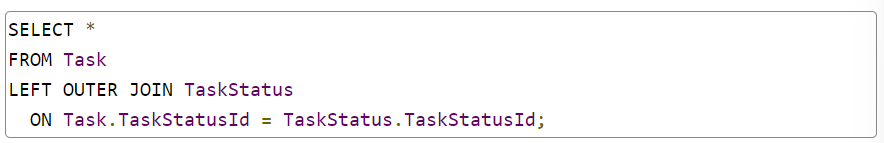 SELECT *
FROM Task
LEFT OUTER JOIN TaskStatus
  ON Task.TaskStatusId = TaskStatus.TaskStatusId;